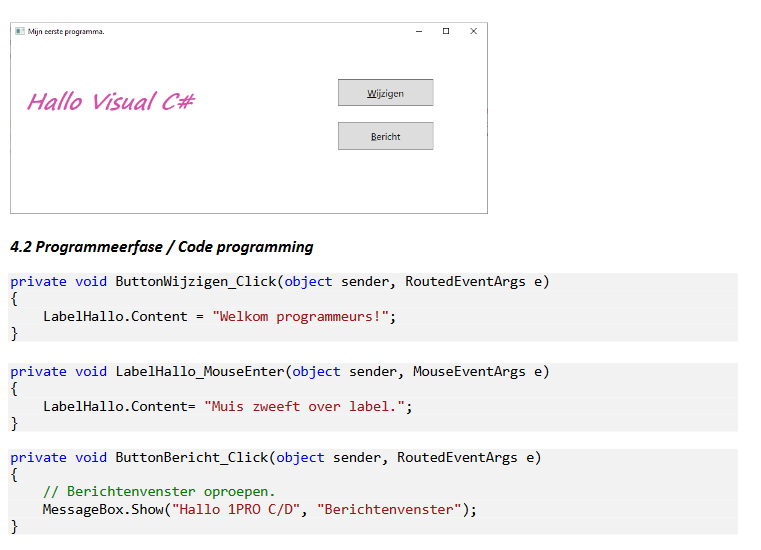 Mijn eerste programma.
Hallo Visual C#
Wijzigen
Bericht
4.2 Programmeerfase / Code programming
private void ButtonWijzigen_Click(object sender, RoutedEventArgs e)
{
    LabelHallo.Content = "Welkom programmeurs!";
}
private void LabelHallo_MouseEnter(object sender, MouseEventArgs e)
{
    LabelHallo.Content= "Muis zweeft over label.";
}
private void ButtonBericht_Click(object sender, RoutedEventArgs e)
{
    // Berichtenvenster oproepen.
    MessageBox.Show("Hallo 1PRO C/D", "Berichtenvenster");
}